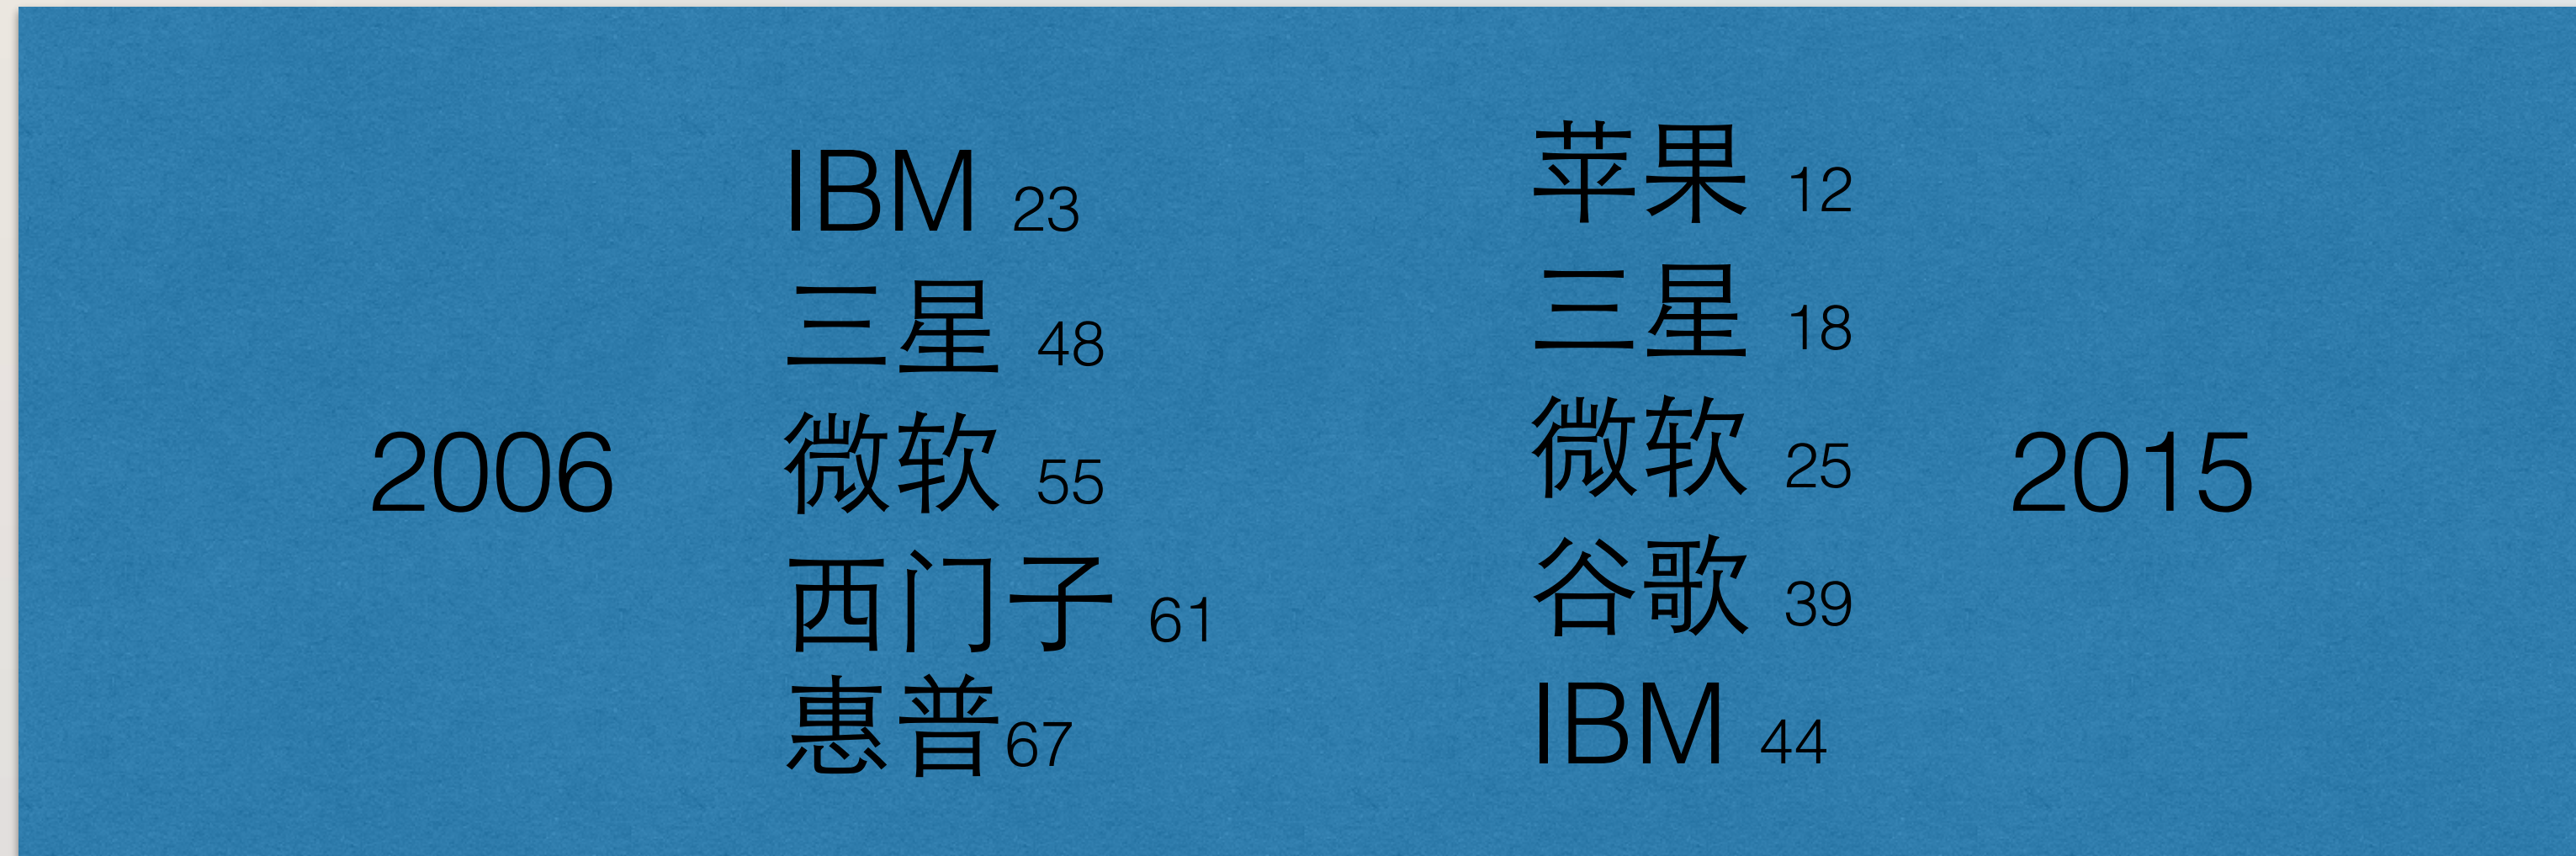 2006
IBM 23
三星 48
微软 55
西门子 61
惠普67
苹果 12
三星 18
微软 25
谷歌 39
IBM 44
2015